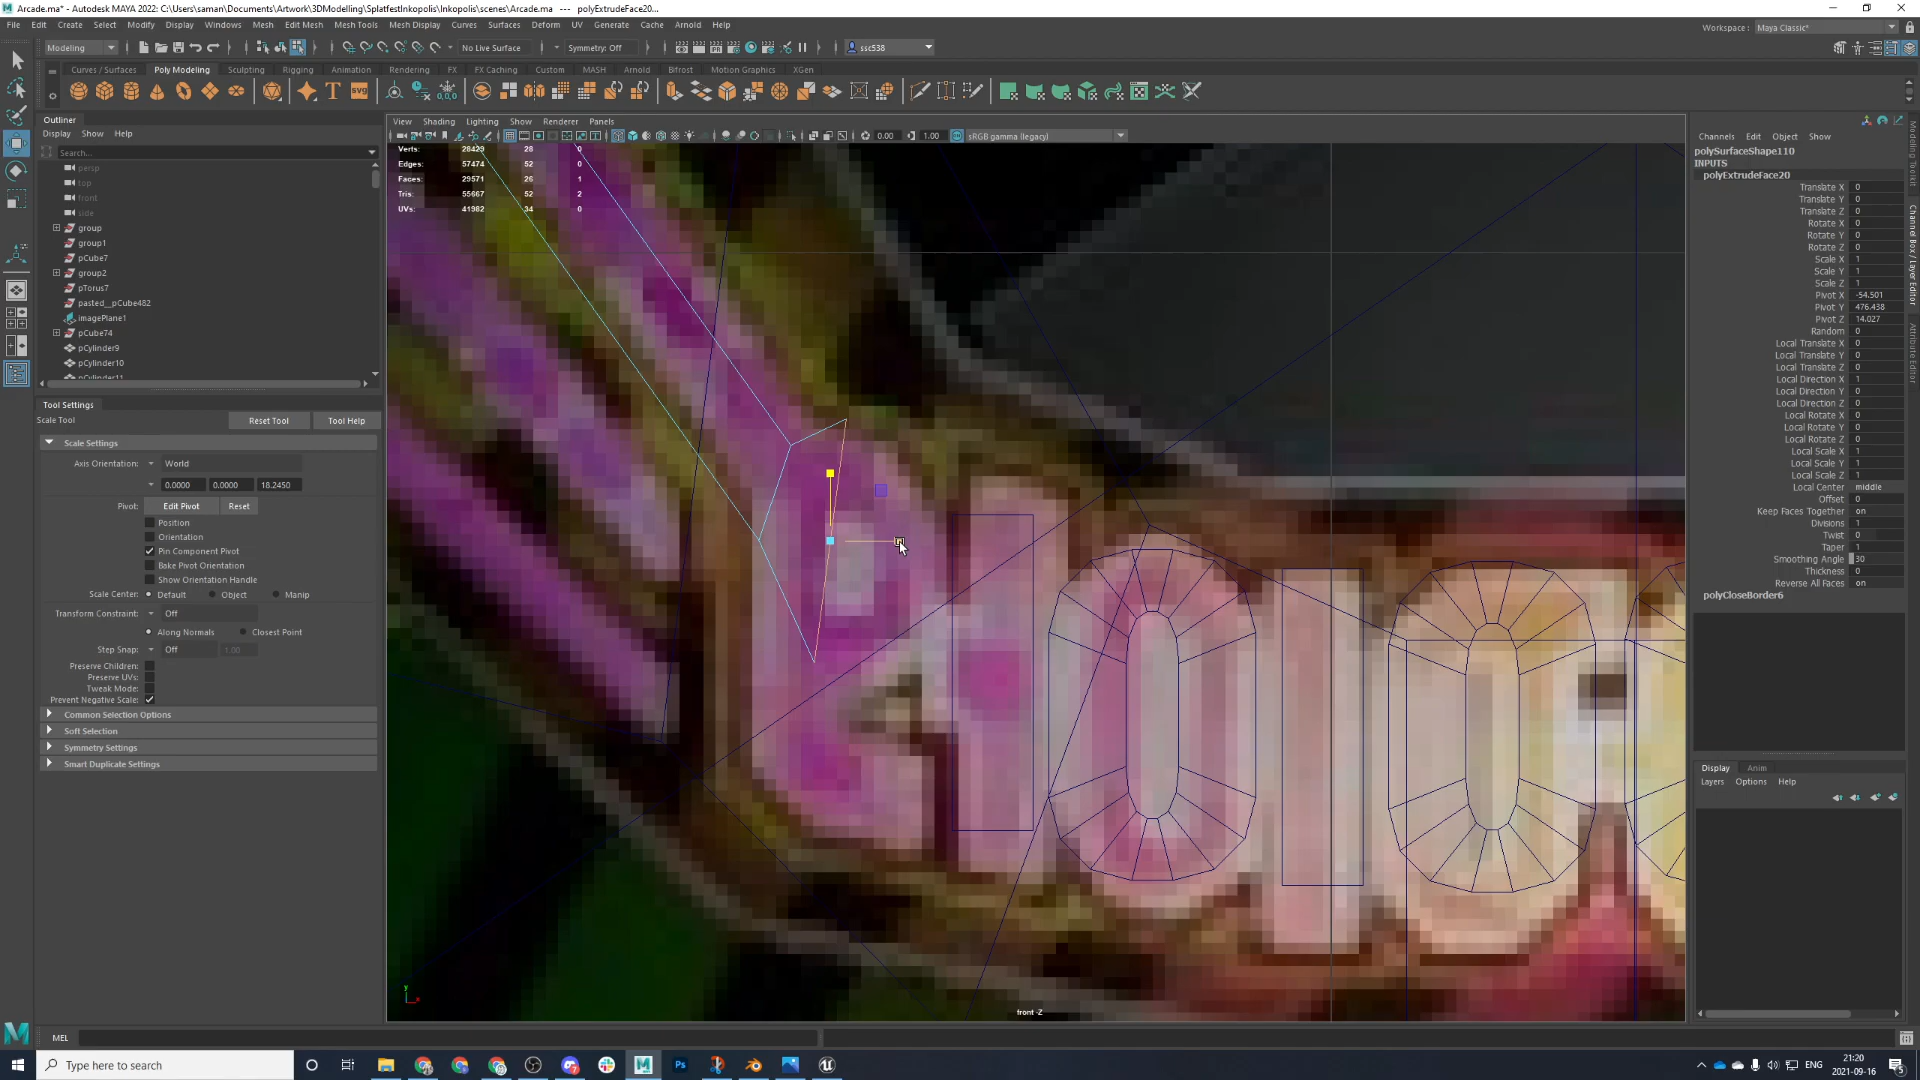 Arcade.ma* - Autodesk MAYA 2022: C:\Users\saman\Documents\Artwork\3DModelling\SplatfestInkopolis\Inkopolis\scenes\Arcade.ma --- polyExtrudeFace20...
File Edit Create Select Modify Display Windows Mesh Edit Mesh Mesh Tools Mesh Display Curves Surfaces Deform UV Generate Cache Arnold Help
Workspace: Maya Classic*
Modeling
No Live Surface
Symmetry: Off
ssc538
Curves / Surfaces Poly Modeling Sculpting Rigging Animation Rendering FX FX Caching Custom MASH Arnold Bifrost Motion Graphics XGen
Outliner
Display Show Help
Search...
persp
top
front
side
group
group1
pCube7
group2
pTorus7
pasted__pCube482
imagePlane1
pCube74
pCylinder9
pCylinder10
pCylinder11
Tool Settings
Scale Tool
Reset Tool Tool Help
Scale Settings
Axis Orientation: World
0.0000 0.0000 18.2450
Pivot: Edit Pivot Reset
Position
Orientation
Pin Component Pivot
Bake Pivot Orientation
Show Orientation Handle
Scale Center: Default Object Manip
Transform Constraint: Off
Along Normals Closest Point
Step Snap: Off 1.00
Preserve Children:
Preserve UVs:
Tweak Mode:
Prevent Negative Scale:
Common Selection Options
Soft Selection
Symmetry Settings
Smart Duplicate Settings
View Shading Lighting Show Renderer Panels
0.00 1.00 sRGB gamma (legacy)
Verts: 28429 28 0
Edges: 57474 52 0
Faces: 29571 26 1
Tris: 55667 52 2
UVs: 41982 34 0
y
x
front -Z
Channels Edit Object Show
polySurfaceShape110
INPUTS
polyExtrudeFace20
Translate X 0
Translate Y 0
Translate Z 0
Rotate X 0
Rotate Y 0
Rotate Z 0
Scale X 1
Scale Y 1
Scale Z 1
Pivot X -54.501
Pivot Y 476.438
Pivot Z 14.027
Random 0
Local Translate X 0
Local Translate Y 0
Local Translate Z 0
Local Direction X 1
Local Direction Y 0
Local Direction Z 0
Local Rotate X 0
Local Rotate Y 0
Local Rotate Z 0
Local Scale X 1
Local Scale Y 1
Local Scale Z 1
Local Center middle
Offset 0
Keep Faces Together on
Divisions 1
Twist 0
Taper 1
Smoothing Angle 30
Thickness 0
Reverse All Faces on
polyCloseBorder6
Display Anim
Layers Options Help
Modeling Toolkit
Channel Box / Layer Editor
Attribute Editor
MEL
Type here to search
ENG
21:20
2021-09-16